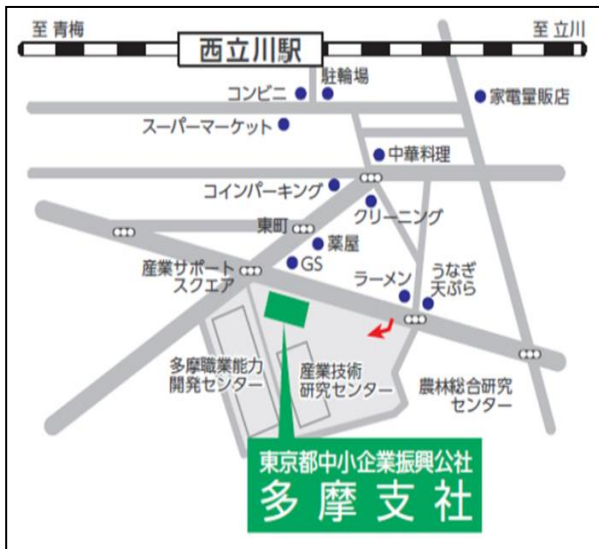 至 青梅
至 立川
西立川駅
駐輪場
コンビニ
家電量販店
スーパーマーケット
中華料理
コインパーキング
クリーニング
東町
薬屋
GS
産業サポート
スクエア
ラーメン
うなぎ
天ぷら
多摩職業能力
開発センター
産業技術
研究センター
農林総合研究
センター
東京都中小企業振興公社
多摩支社